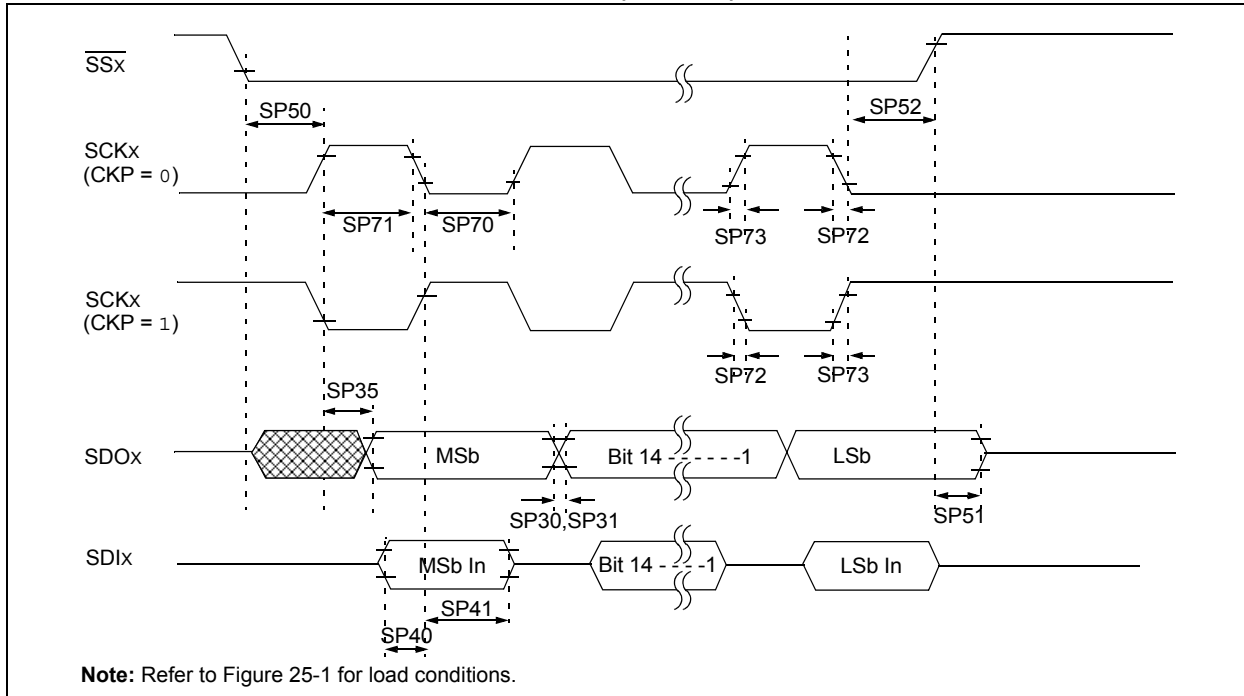 SSx
SP50
SP52
SCKx
(CKP = 0)
SP71
SP70
SP73
SP72
SCKx
(CKP = 1)
SP72
SP73
SP35
SDOx
MSb
Bit 14 - - - - - -1
LSb
SP30,SP31
SP51
SDIx
MSb In
Bit 14 - - - -1
LSb In
SP41
SP40
Note: Refer to Figure 25-1 for load conditions.